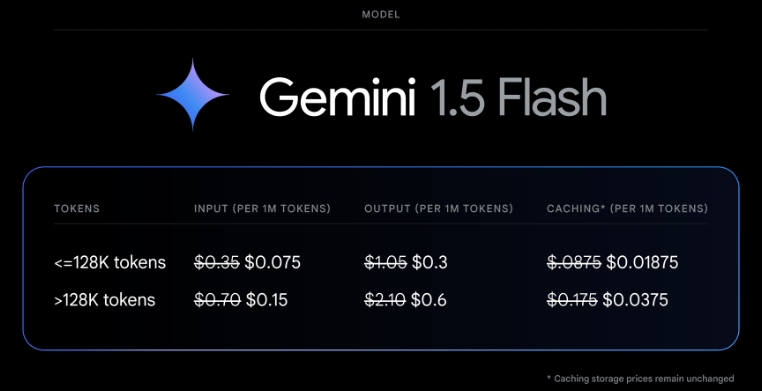 MODEL
Gemini 1.5 Flash
TOKENS INPUT (PER 1M TOKENS) OUTPUT (PER 1M TOKENS) CACHING* (PER 1M TOKENS)
<=128K tokens $0.35 $0.075 $1.05 $0.3 $.0875 $0.01875
>128K tokens $0.70 $0.15 $2.10 $0.6 $0.175 $0.0375
* Caching storage prices remain unchanged